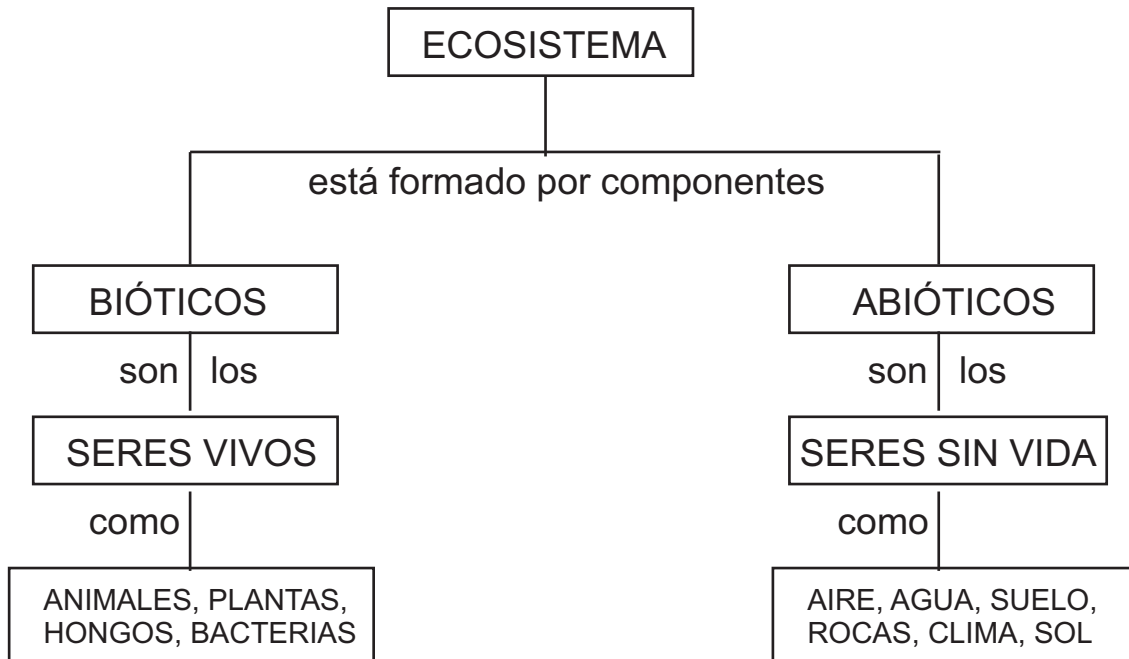 ECOSISTEMA
está formado por componentes
BIÓTICOS
ABIÓTICOS
son los
son los
SERES VIVOS
SERES SIN VIDA
como
como
ANIMALES, PLANTAS,
HONGOS, BACTERIAS
AIRE, AGUA, SUELO,
ROCAS, CLIMA, SOL